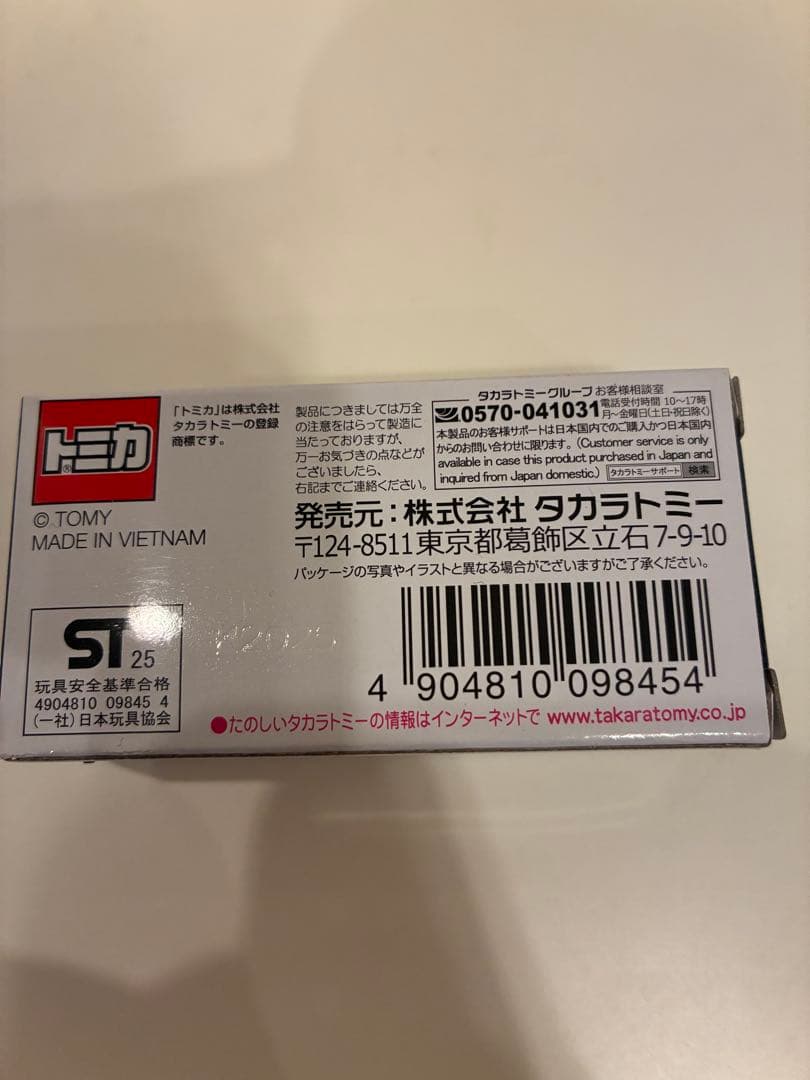 トミカ®
「トミカ」は株式会社
タカラトミーの登録
商標です。
© TOMY
MADE IN VIETNAM
製品につきましては万全
の注意をはらって製造に
当たっておりますが、
万一お気づきの点などが
ございましたら、
右記までご連絡ください。
タカラトミーグループ お客様相談室
0570-041031
電話受付時間 10〜17時
月〜金曜日(土日・祝日除く)
本製品のお客様サポートは日本国内でのご購入かつ日本国内
からのお問い合わせに限ります。(Customer service is only
available in case this product purchased in Japan and
inquired from Japan domestic.) タカラトミーサポート 検索
発売元:株式会社 タカラトミー
〒124-8511 東京都葛飾区立石7-9-10
パッケージの写真やイラストと異なる場合がございますがご了承ください。
ST 25
玩具安全基準合格
4904810 09845 4
(一社)日本玩具協会
4 904810 098454
●たのしいタカラトミーの情報はインターネットで www.takaratomy.co.jp